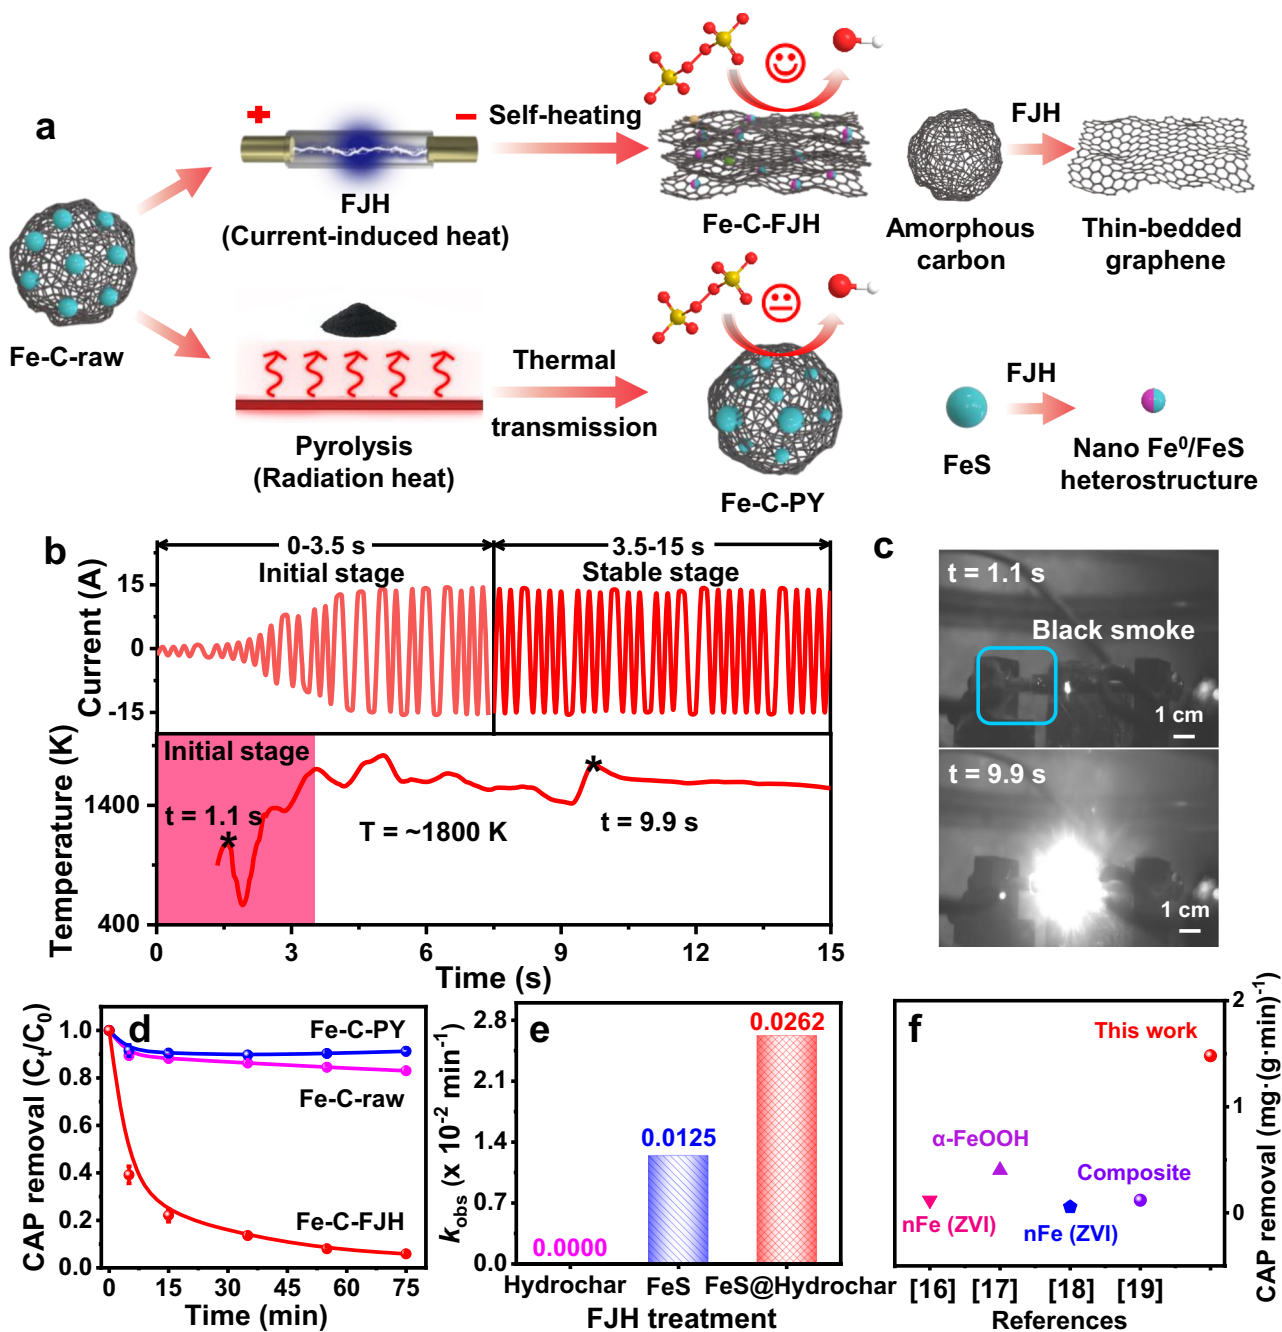 a
+
−
Self-heating
FJH
(Current-induced heat)
Fe-C-raw
Fe-C-FJH
FJH
Amorphous
carbon
Thin-bedded
graphene
Pyrolysis
(Radiation heat)
Thermal
transmission
Fe-C-PY
FJH
FeS
Nano Fe⁰/FeS
heterostructure
b
0-3.5 s
Initial stage
3.5-15 s
Stable stage
Current (A)
15
0
-15
Initial stage
t = 1.1 s
T = ~1800 K
t = 9.9 s
*
*
Temperature (K)
1400
400
0
3
6
9
12
15
Time (s)
c
t = 1.1 s
Black smoke
1 cm
t = 9.9 s
1 cm
d
Fe-C-PY
Fe-C-raw
Fe-C-FJH
CAP removal (Cₜ/C₀)
1.0
0.8
0.6
0.4
0.2
0.0
0
15
30
45
60
75
Time (min)
e
k_obs (x 10⁻² min⁻¹)
2.8
2.1
1.4
0.7
0.0
0.0000
0.0125
0.0262
Hydrochar
FeS
FeS@Hydrochar
FJH treatment
f
This work
α-FeOOH
Composite
nFe (ZVI)
nFe (ZVI)
2
1
0
CAP removal (mg·(g·min)⁻¹)
[16]
[17]
[18]
[19]
References